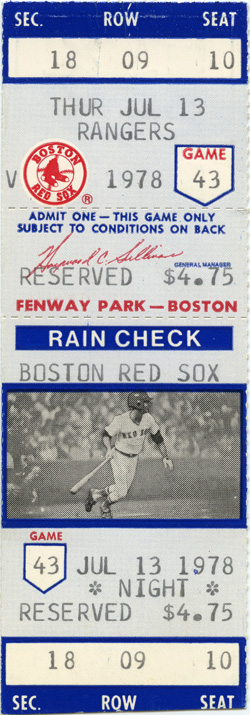 SEC. ROW SEAT
18 09 10
THUR JUL 13
RANGERS
BOSTON
RED SOX
®
V 1978
GAME
43
ADMIT ONE — THIS GAME ONLY
SUBJECT TO CONDITIONS ON BACK
Haywood C. Sullivan
GENERAL MANAGER
RESERVED $4.75
FENWAY PARK — BOSTON
RAIN CHECK
BOSTON RED SOX
RED SOX
GAME
43
JUL 13 1978
* NIGHT *
RESERVED $4.75
18 09 10
SEC. ROW SEAT